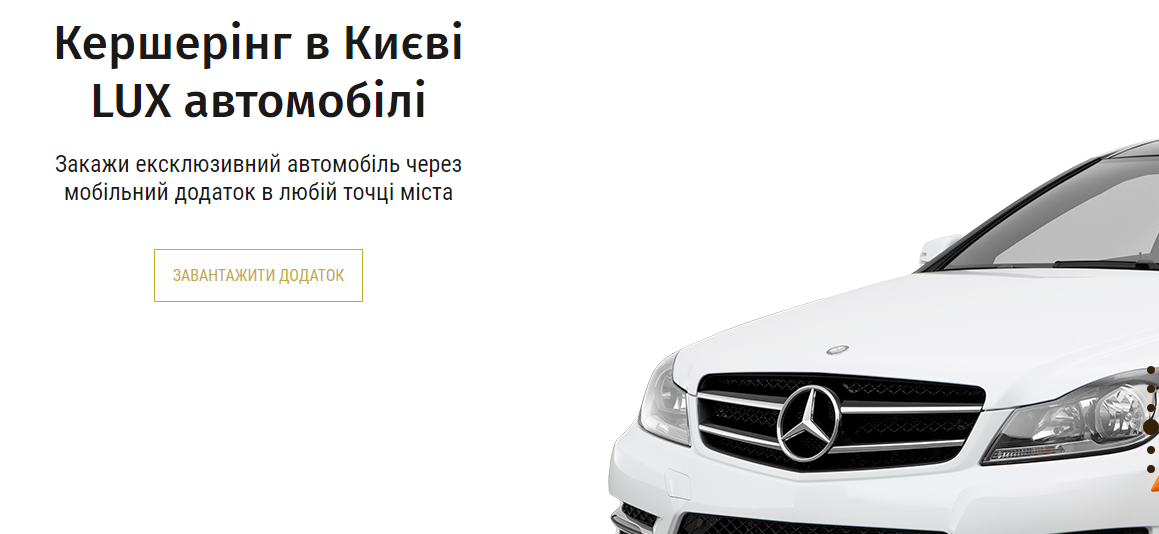 Кершерінг в Києві
LUX автомобілі
Закажи ексклюзивний автомобіль через
мобільний додаток в любій точці міста
ЗАВАНТАЖИТИ ДОДАТОК